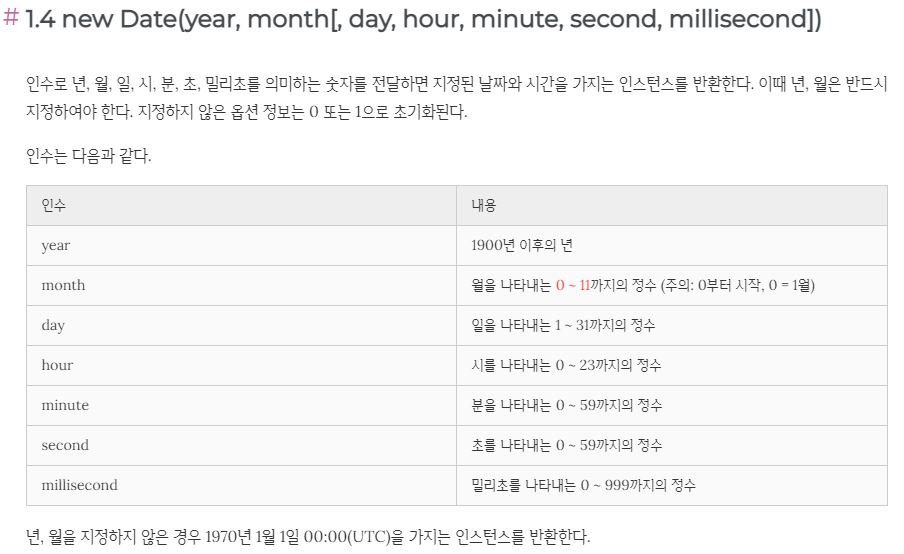 # 1.4 new Date(year, month[, day, hour, minute, second, millisecond])
인수로 년, 월, 일, 시, 분, 초, 밀리초를 의미하는 숫자를 전달하면 지정된 날짜와 시간을 가지는 인스턴스를 반환한다. 이때 년, 월은 반드시
지정하여야 한다. 지정하지 않은 옵션 정보는 0 또는 1으로 초기화된다.
인수는 다음과 같다.
인수 내용
year 1900년 이후의 년
month 월을 나타내는 0 ~ 11까지의 정수 (주의: 0부터 시작, 0 = 1월)
day 일을 나타내는 1 ~ 31까지의 정수
hour 시를 나타내는 0 ~ 23까지의 정수
minute 분을 나타내는 0 ~ 59까지의 정수
second 초를 나타내는 0 ~ 59까지의 정수
millisecond 밀리초를 나타내는 0 ~ 999까지의 정수
년, 월을 지정하지 않은 경우 1970년 1월 1일 00:00(UTC)을 가지는 인스턴스를 반환한다.